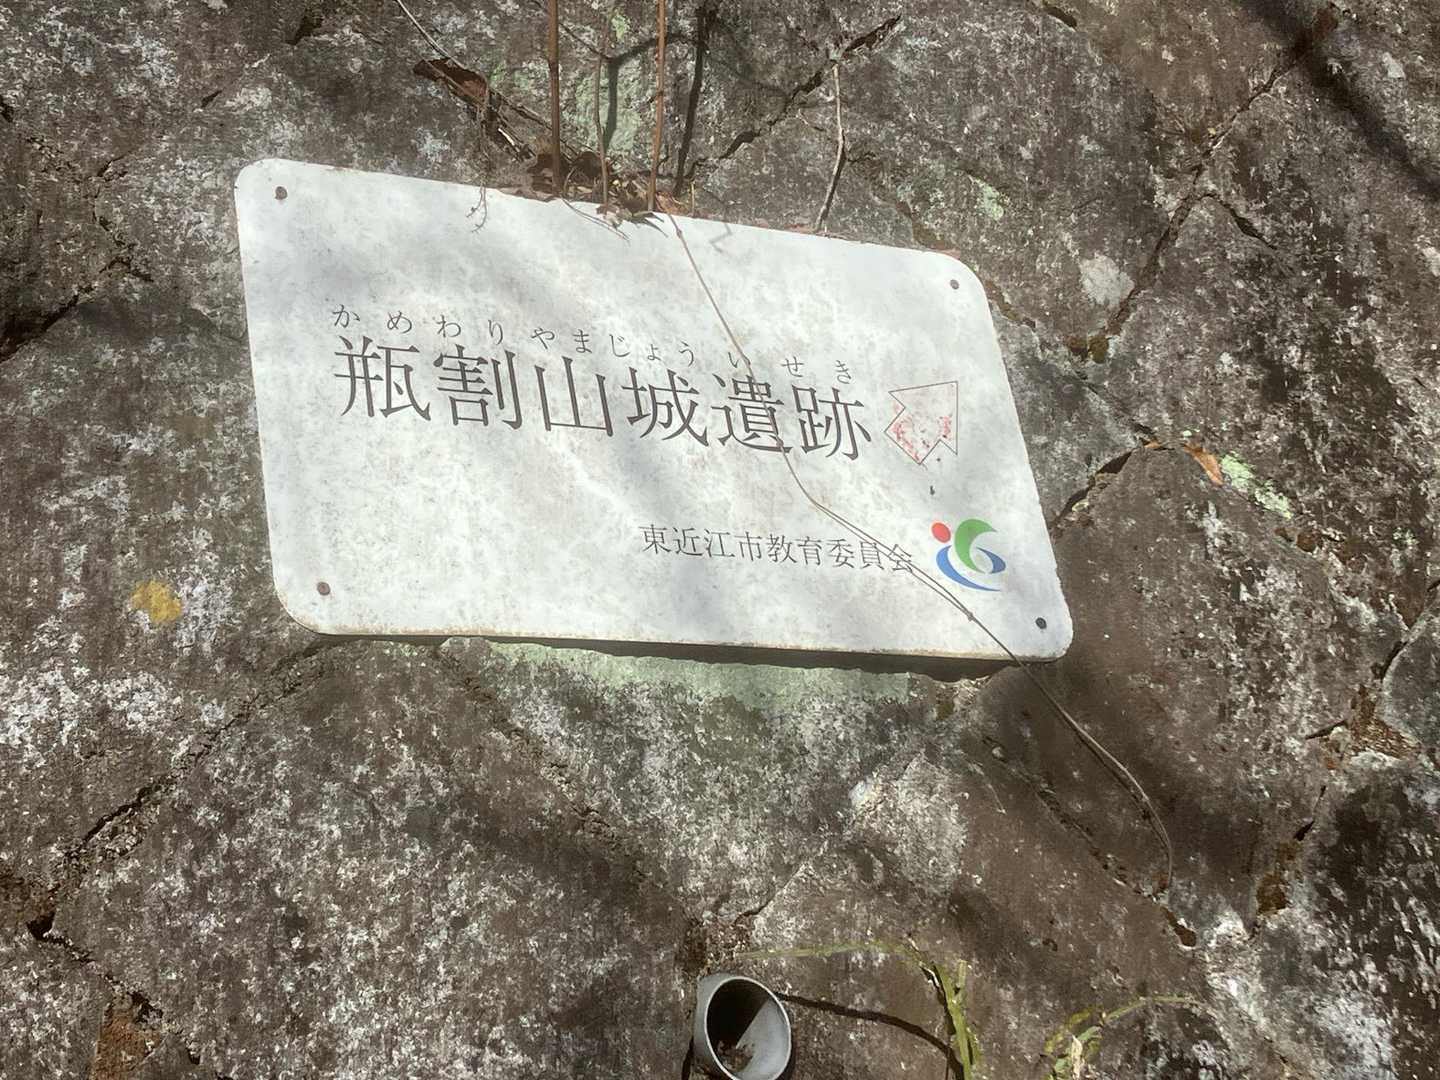 かめわりやまじょういせき
瓶割山城遺跡
東近江市教育委員会